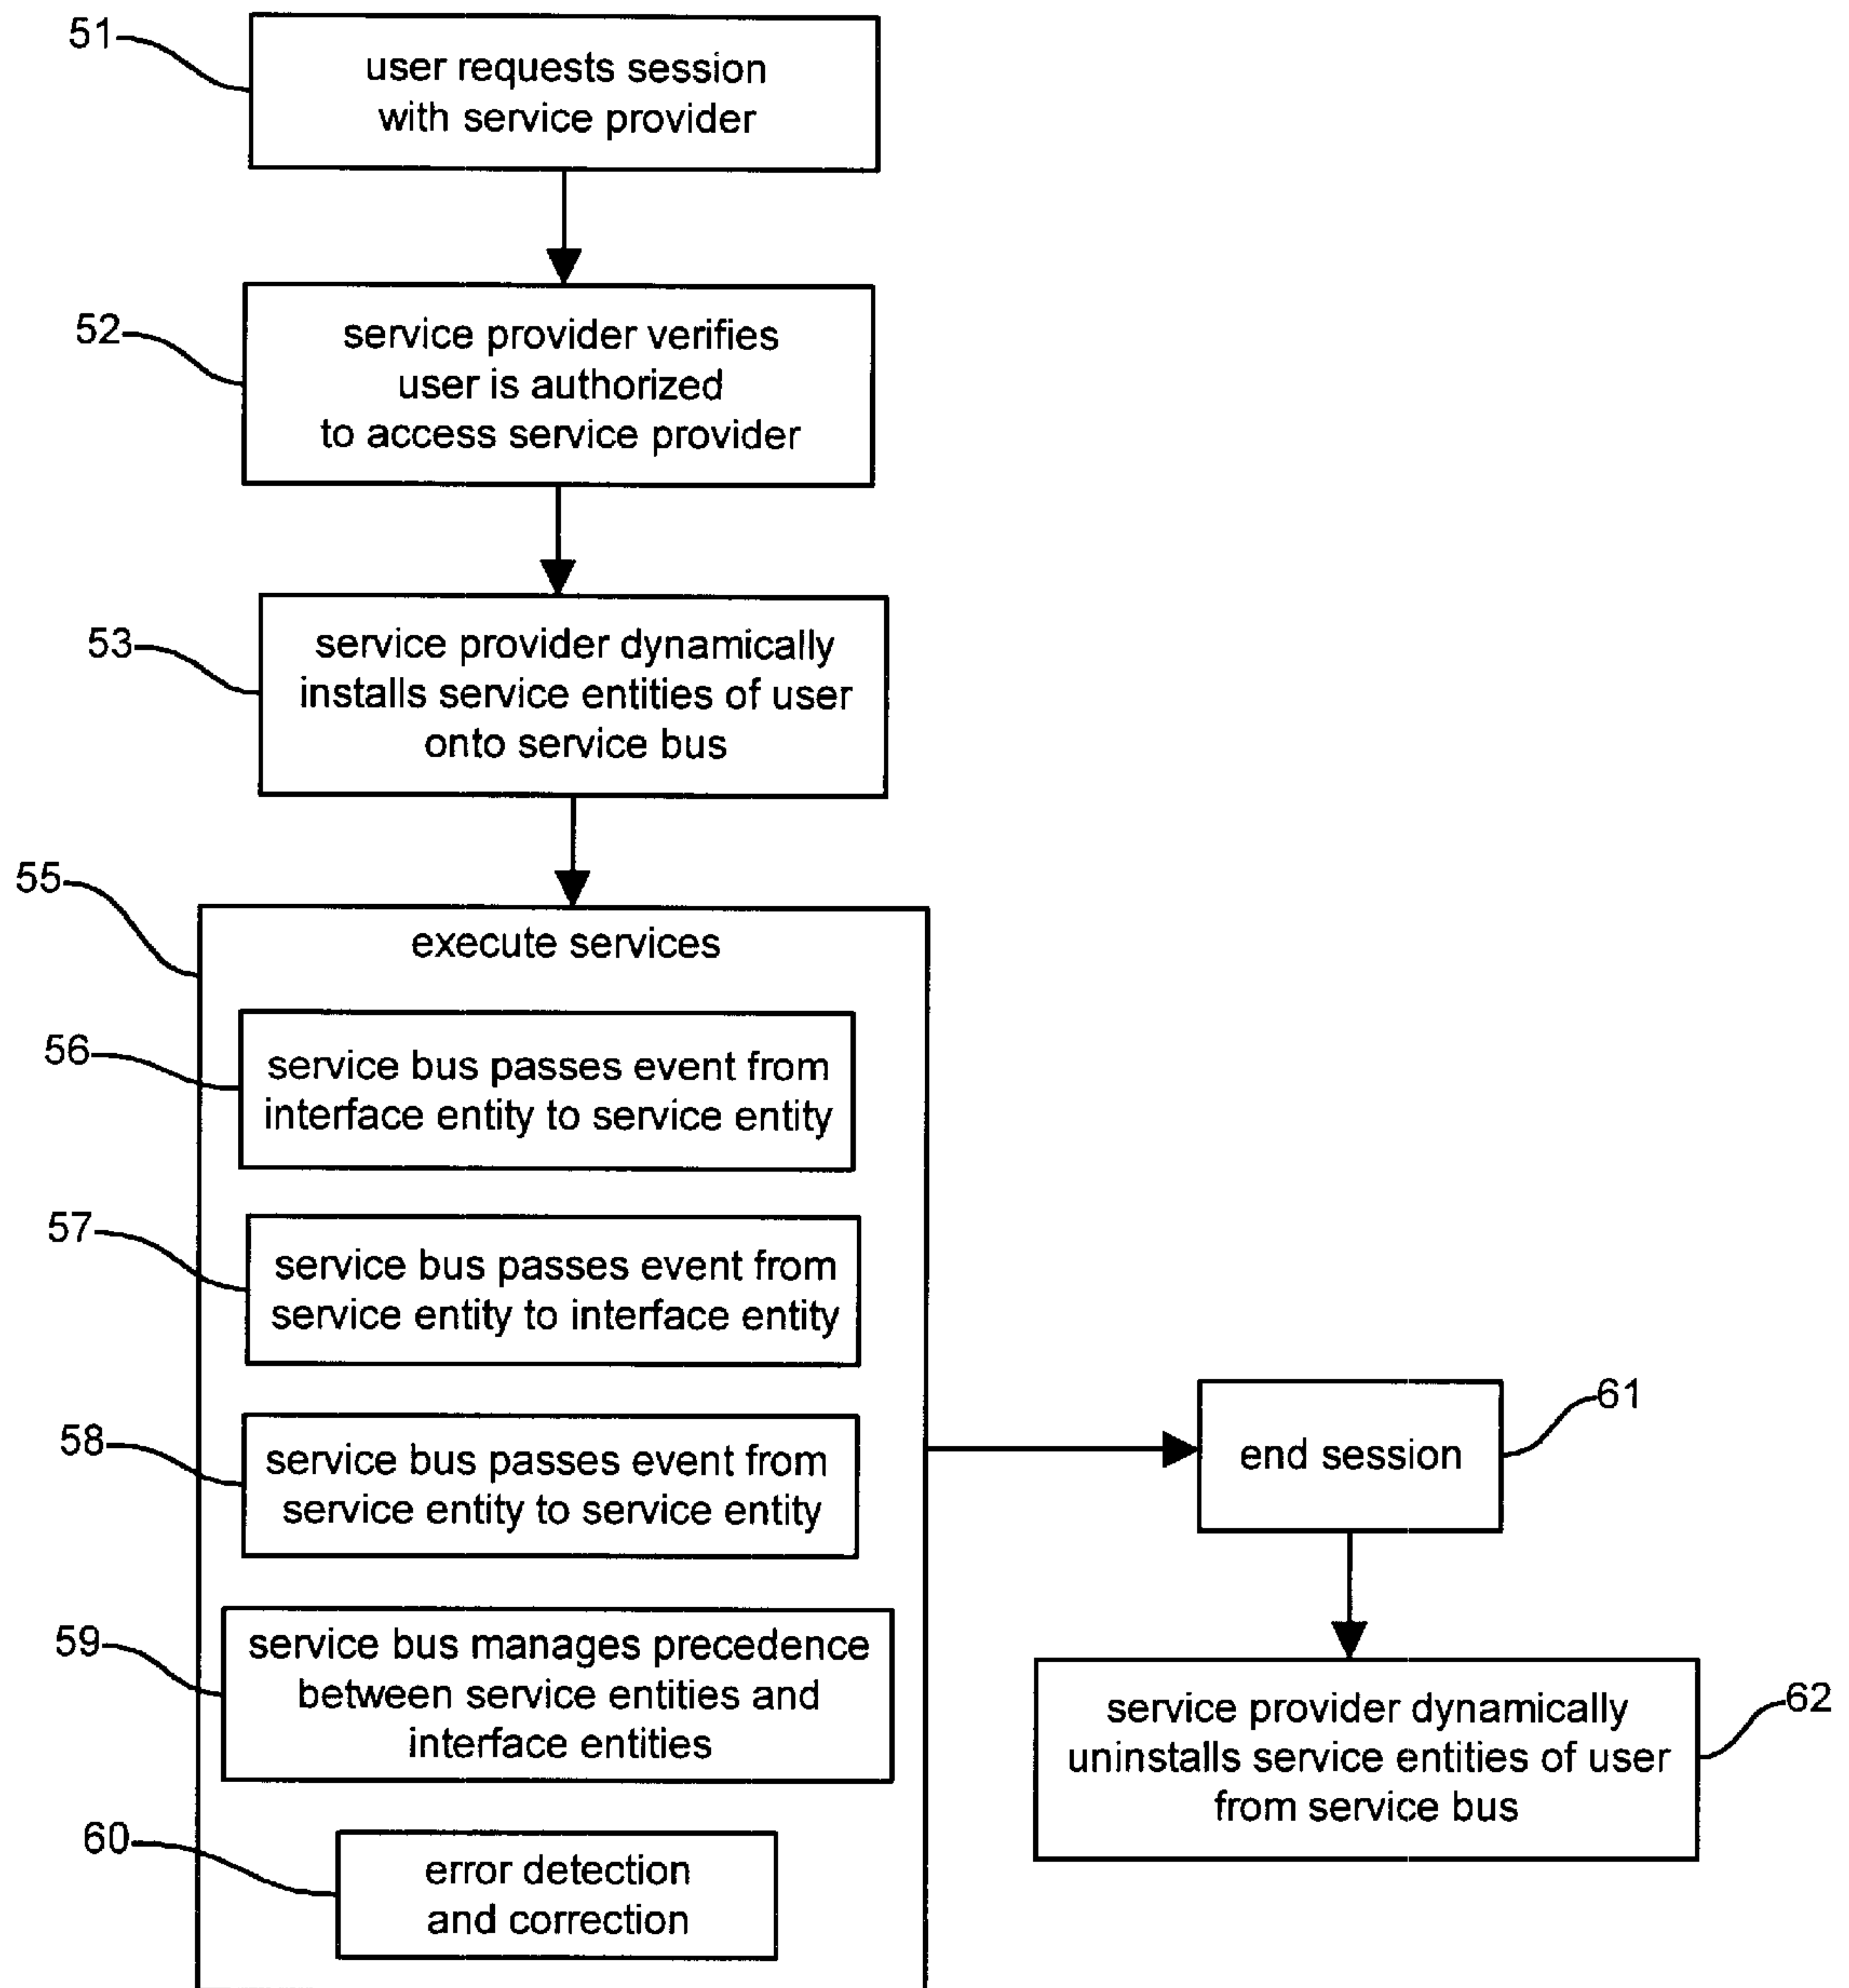 51
user requests session
with service provider
52
service provider verifies
user is authorized
to access service provider
53
service provider dynamically
installs service entities of user
onto service bus
55
execute services
56
service bus passes event from
interface entity to service entity
57
service bus passes event from
service entity to interface entity
58
service bus passes event from
service entity to service entity
59
service bus manages precedence
between service entities and
interface entities
60
error detection
and correction
61
end session
62
service provider dynamically
uninstalls service entities of user
from service bus